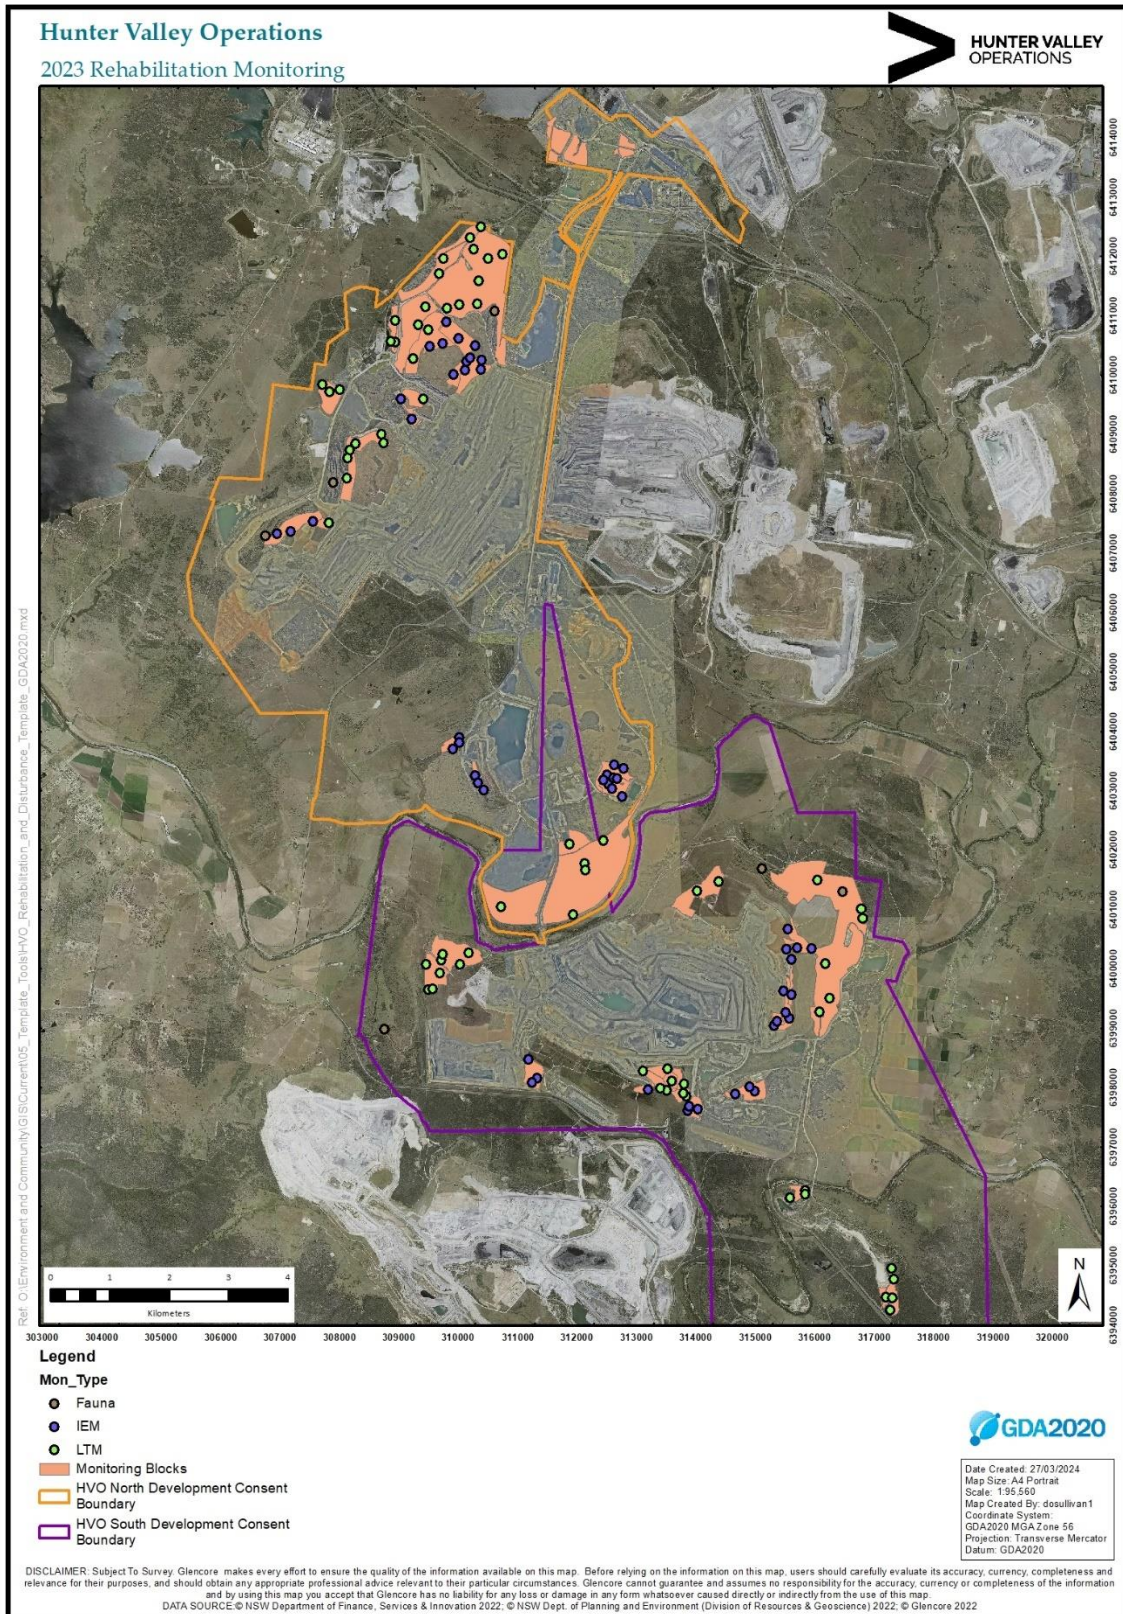 Hunter Valley Operations
2023 Rehabilitation Monitoring
HUNTER VALLEY
OPERATIONS
6414000
6413000
6412000
6411000
6410000
6409000
6408000
6407000
6406000
6405000
6404000
6403000
6402000
6401000
6400000
6399000
6398000
6397000
6396000
6395000
6394000
Ref: O:\Environment and Community\GIS\Current\05_Template_Tools\HVO_Rehabilitation_and_Disturbance_Template_GDA2020.mxd
0 1 2 3 4
Kilometers
N
303000 304000 305000 306000 307000 308000 309000 310000 311000 312000 313000 314000 315000 316000 317000 318000 319000 320000
Legend
Mon_Type
Fauna
IEM
LTM
Monitoring Blocks
HVO North Development Consent
Boundary
HVO South Development Consent
Boundary
GDA2020
Date Created: 27/03/2024
Map Size: A4 Portrait
Scale: 1:95,560
Map Created By: dosullivan1
Coordinate System:
GDA2020 MGA Zone 56
Projection: Transverse Mercator
Datum: GDA2020
DISCLAIMER: Subject To Survey. Glencore makes every effort to ensure the quality of the information available on this map. Before relying on the information on this map, users should carefully evaluate its accuracy, currency, completeness and
relevance for their purposes, and should obtain any appropriate professional advice relevant to their particular circumstances. Glencore cannot guarantee and assumes no responsibility for the accuracy, currency or completeness of the information
and by using this map you accept that Glencore has no liability for any loss or damage in any form whatsoever caused directly or indirectly from the use of this map.
DATA SOURCE:© NSW Department of Finance, Services & Innovation 2022; © NSW Dept. of Planning and Environment (Division of Resources & Geoscience) 2022; © Glencore 2022